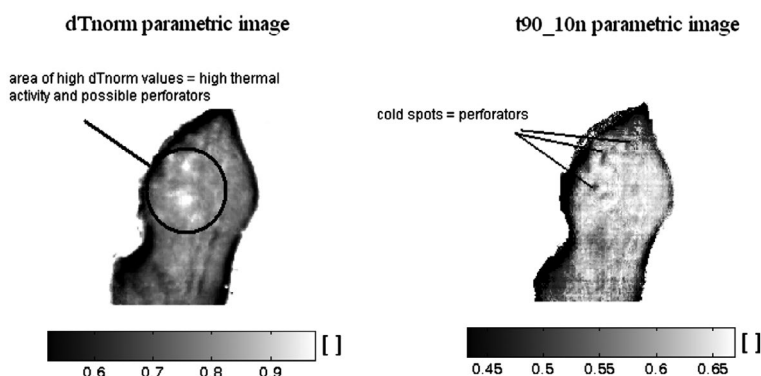 dTnorm parametric image
area of high dTnorm values = high thermal
activity and possible perforators
0.6 0.7 0.8 0.9 [ ]
t90_10n parametric image
cold spots = perforators
0.45 0.5 0.55 0.6 0.65 [ ]